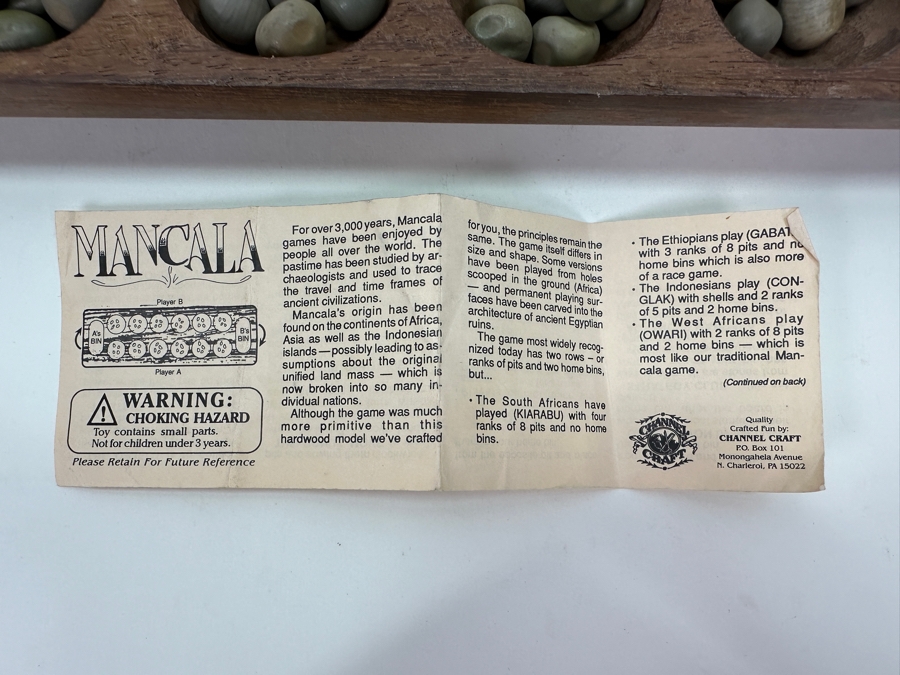 MANCALA
Player B
A's
BIN
B's
BIN
Player A
WARNING:
CHOKING HAZARD
Toy contains small parts.
Not for children under 3 years.
Please Retain For Future Reference
For over 3,000 years, Mancala
games have been enjoyed by
people all over the world. The
pastime has been studied by ar-
chaeologists and used to trace
the travel and time frames of
ancient civilizations.
Mancala's origin has been
found on the continents of Africa,
Asia as well as the Indonesian
islands — possibly leading to as-
sumptions about the original
unified land mass — which is
now broken into so many in-
dividual nations.
Although the game was much
more primitive than this
hardwood model we've crafted
for you, the principles remain the
same. The game itself differs in
size and shape. Some versions
have been played from holes
scooped in the ground (Africa)
— and permanent playing sur-
faces have been carved into the
architecture of ancient Egyptian
ruins.
The game most widely recog-
nized today has two rows – or
ranks of pits and two home bins,
but...
• The South Africans have
played (KIARABU) with four
ranks of 8 pits and no home
bins.
• The Ethiopians play (GABAT
with 3 ranks of 8 pits and no
home bins which is also more
of a race game.
• The Indonesians play (CON-
GLAK) with shells and 2 ranks
of 5 pits and 2 home bins.
• The West Africans play
(OWARI) with 2 ranks of 8 pits
and 2 home bins — which is
most like our traditional Man-
cala game.
(Continued on back)
CHANNEL
CRAFT
Quality
Crafted Fun by:
CHANNEL CRAFT
P.O. Box 101
Monongahela Avenue
N. Charleroi, PA 15022